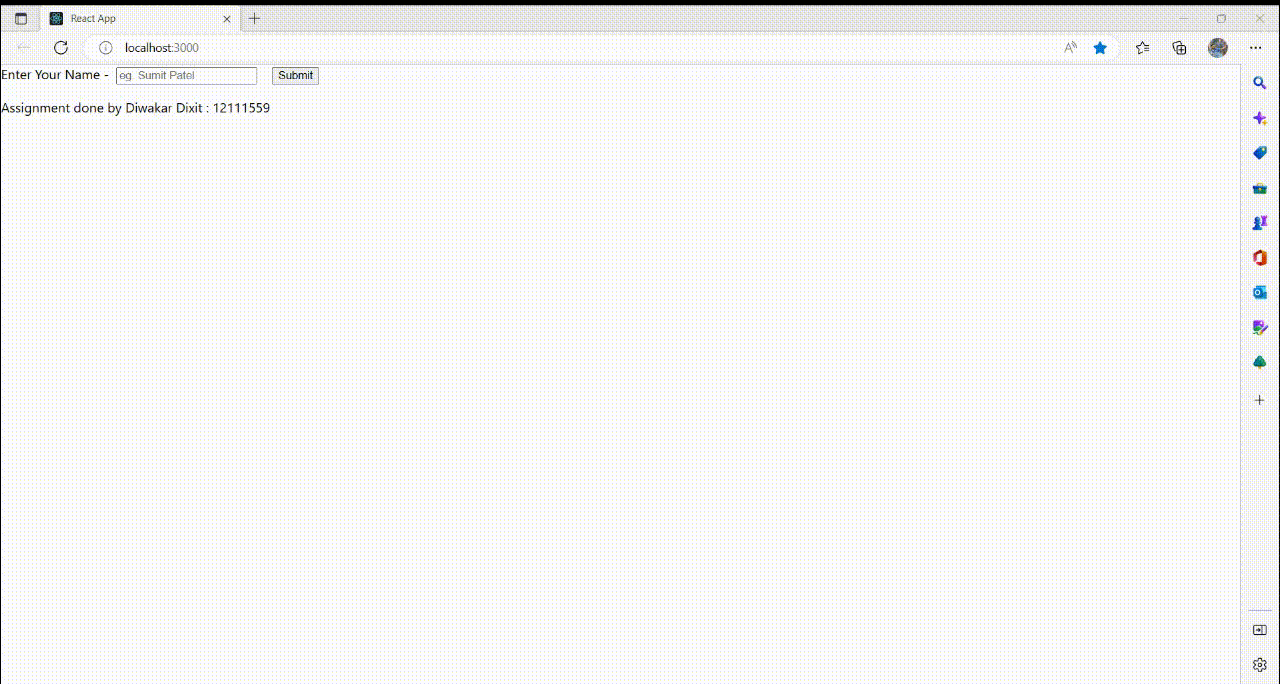 React App
localhost:3000
Enter Your Name - eg. Sumit Patel Submit
Assignment done by Diwakar Dixit : 12111559